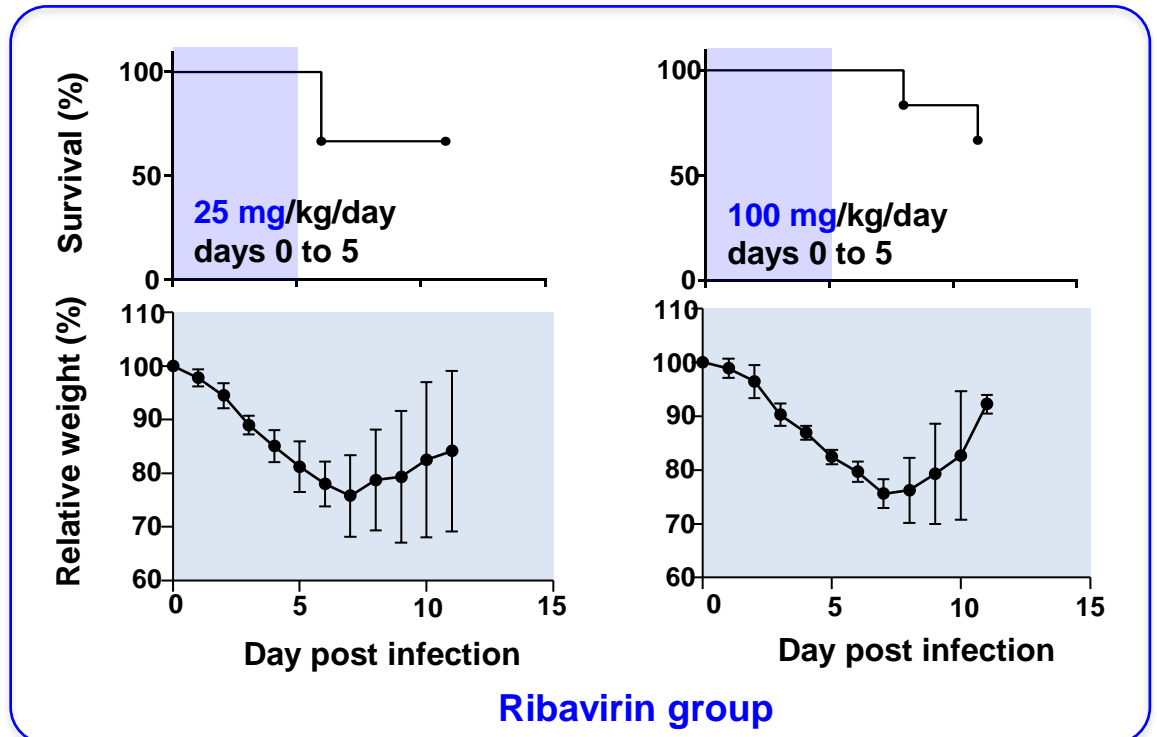 Survival (%)
100
50
0
25 mg/kg/day
days 0 to 5
100
50
0
100 mg/kg/day
days 0 to 5
Relative weight (%)
110
100
90
80
70
60
0 5 10 15
Day post infection
110
100
90
80
70
60
0 5 10 15
Day post infection
Ribavirin group